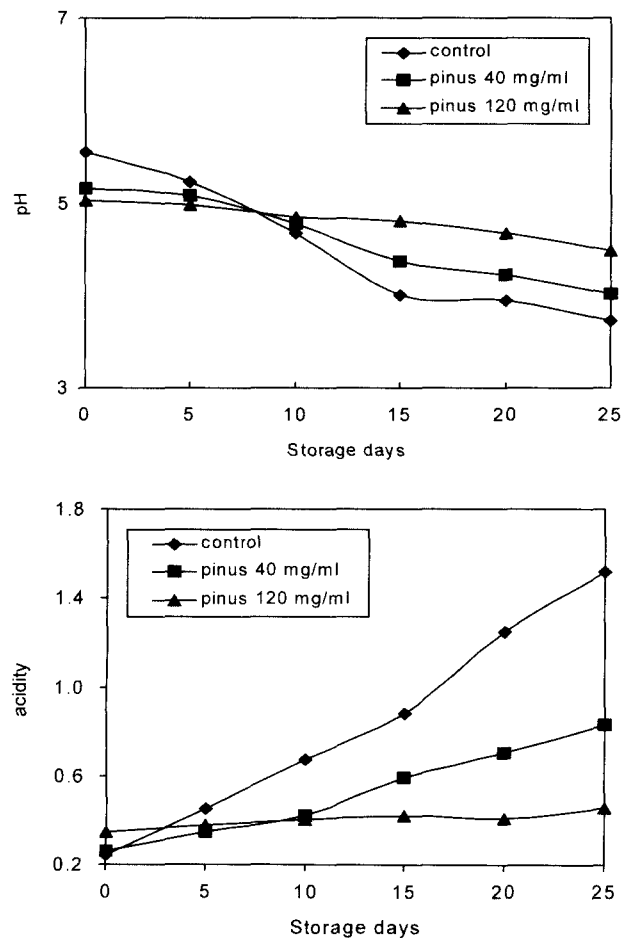 7
control
pinus 40 mg/ml
pinus 120 mg/ml
pH
5
3
0 5 10 15 20 25
Storage days
1.8
control
pinus 40 mg/ml
pinus 120 mg/ml
1.4
acidity
1.0
0.6
0.2
0 5 10 15 20 25
Storage days